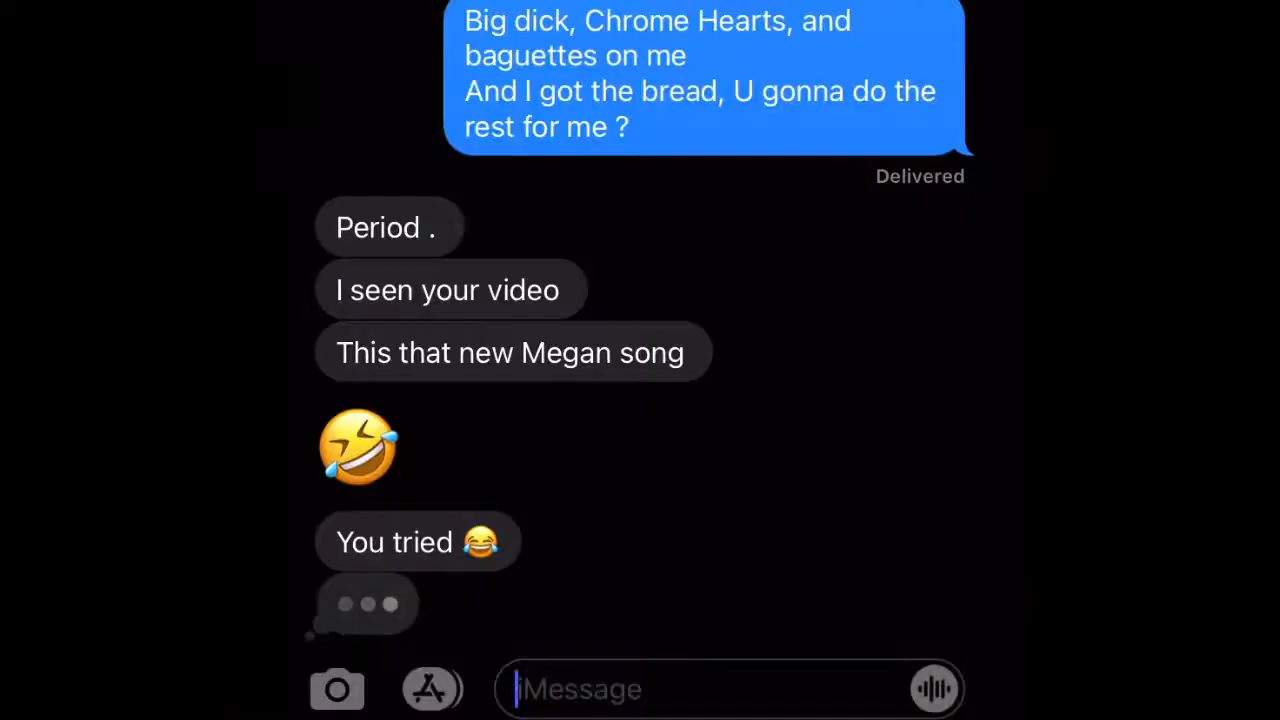 Big dick, Chrome Hearts, and
baguettes on me
And I got the bread, U gonna do the
rest for me ?
Delivered
Period .
I seen your video
This that new Megan song
🤣
You tried 😂
iMessage